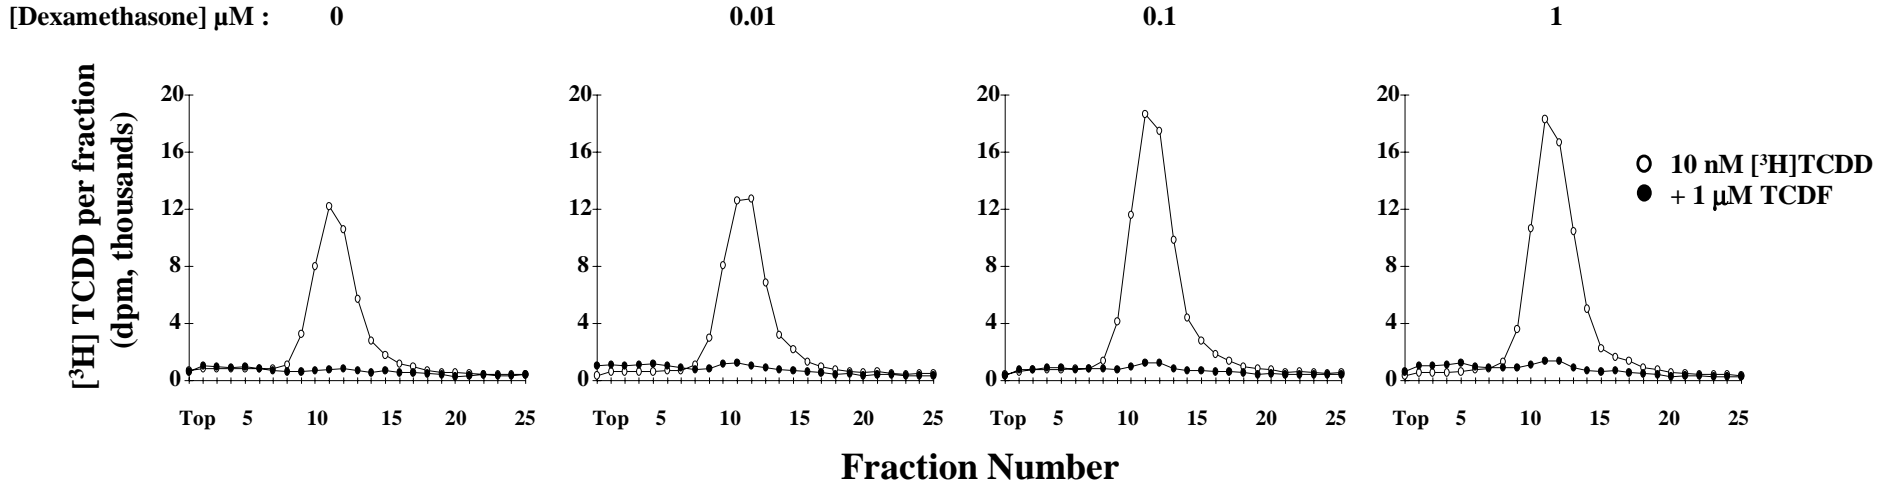 [Dexamethasone] µM : 0 0.01 0.1 1
[³H] TCDD per fraction
(dpm, thousands)
20 20 20 20
16 16 16 16
12 12 12 12
8 8 8 8
4 4 4 4
0 0 0 0
10 nM [³H]TCDD
+ 1 µM TCDF
Top 5 10 15 20 25 Top 5 10 15 20 25 Top 5 10 15 20 25 Top 5 10 15 20 25
Fraction Number